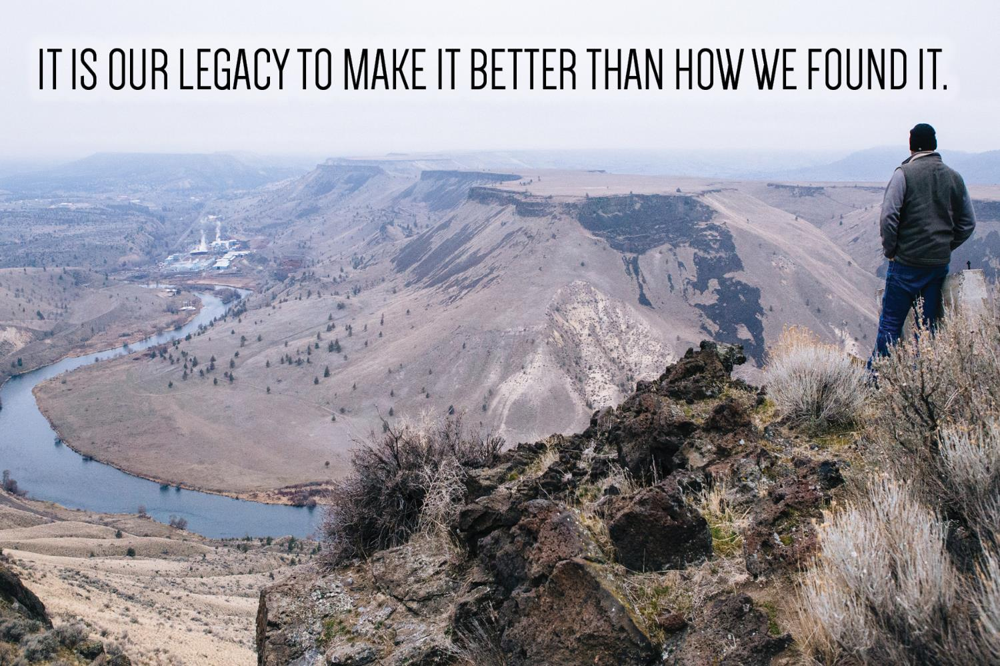 IT IS OUR LEGACY TO MAKE IT BETTER THAN HOW WE FOUND IT.